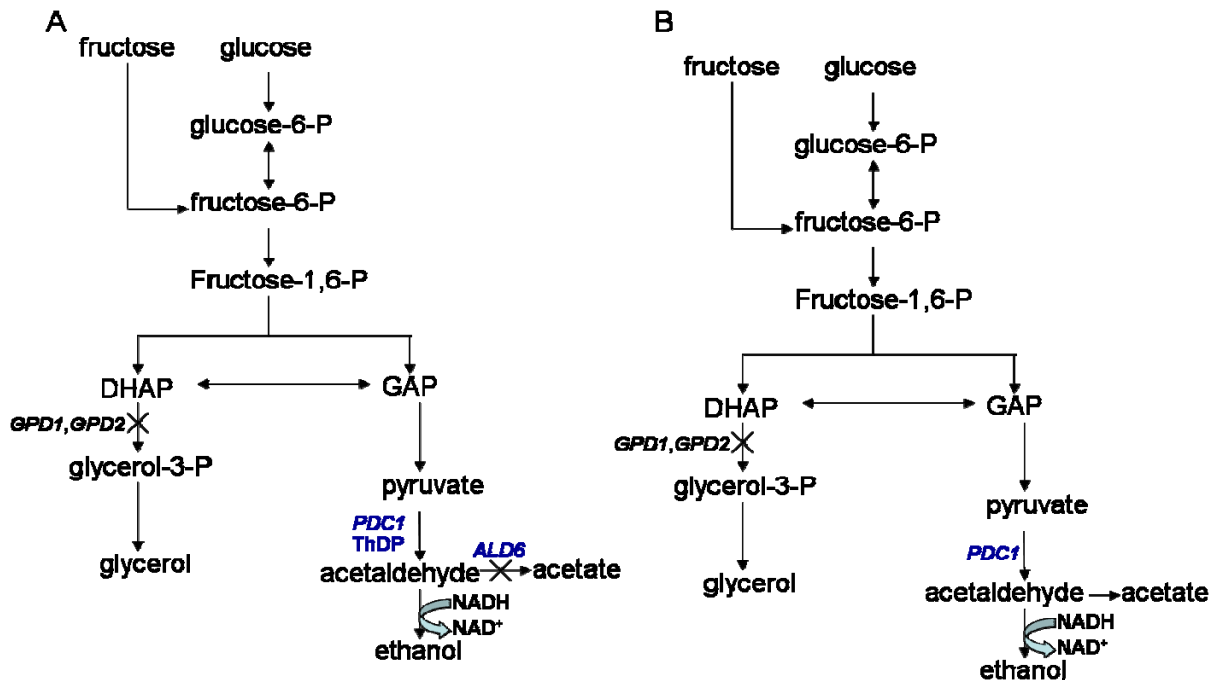 A
fructose glucose
glucose-6-P
fructose-6-P
Fructose-1,6-P
DHAP GAP
GPD1,GPD2
glycerol-3-P
pyruvate
PDC1
ThDP ALD6
glycerol acetaldehyde acetate
NADH
NAD⁺
ethanol
B
fructose glucose
glucose-6-P
fructose-6-P
Fructose-1,6-P
DHAP GAP
GPD1,GPD2
glycerol-3-P
pyruvate
PDC1
glycerol acetaldehyde acetate
NADH
NAD⁺
ethanol